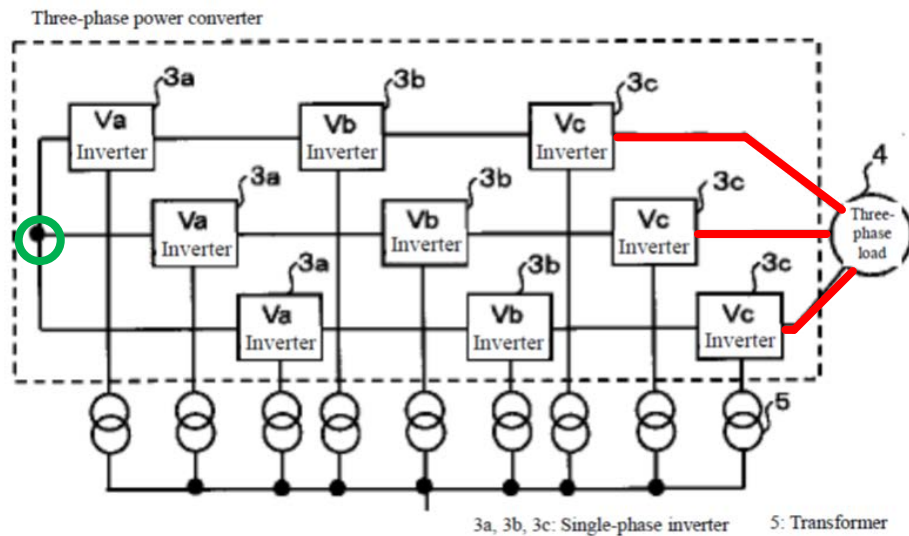 Three-phase power converter
3a
3b
3c
Va
Inverter
Vb
Inverter
Vc
Inverter
4
3a
3b
3c
Va
Inverter
Vb
Inverter
Vc
Inverter
Three-
phase
load
3a
3b
3c
Va
Inverter
Vb
Inverter
Vc
Inverter
5
3a, 3b, 3c: Single-phase inverter 5: Transformer